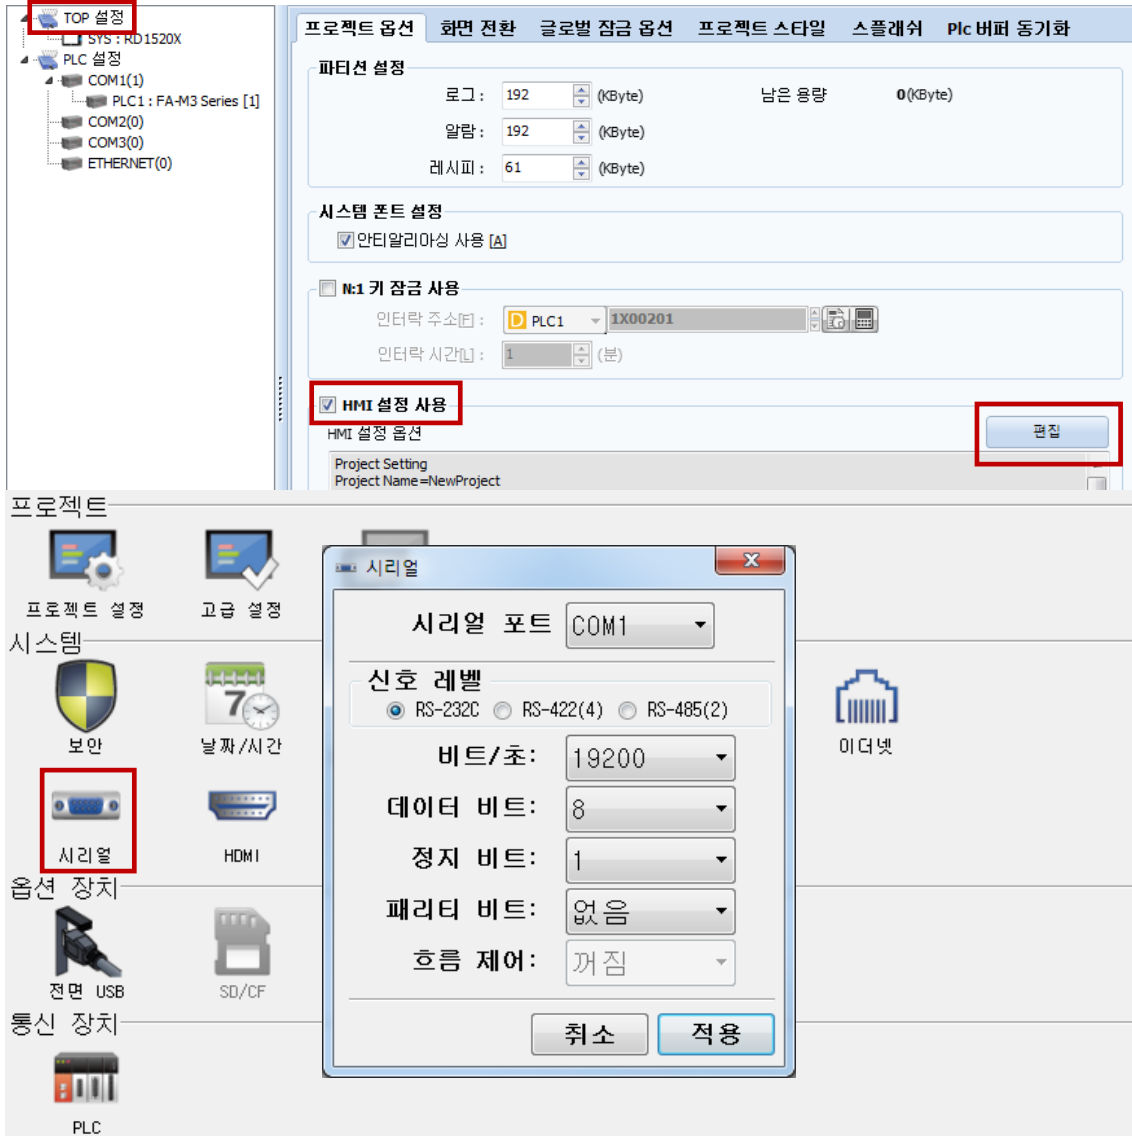 TOP 설정
SYS : RD1520X
PLC 설정
COM1(1)
PLC1 : FA-M3 Series [1]
COM2(0)
COM3(0)
ETHERNET(0)
프로젝트 옵션 화면 전환 글로벌 잠금 옵션 프로젝트 스타일 스플래쉬 Plc 버퍼 동기화
파티션 설정
로그 : 192 (KByte) 남은 용량 0(KByte)
알람 : 192 (KByte)
레시피 : 61 (KByte)
시스템 폰트 설정
안티알리아싱 사용 [A]
N:1 키 잠금 사용
인터락 주소[F] : D PLC1 1X00201
인터락 시간[L] : 1 (분)
HMI 설정 사용
HMI 설정 옵션 편집
Project Setting
Project Name=NewProject
프로젝트
프로젝트 설정 고급 설정
시스템
보안 날짜/시간 이더넷
시리얼 HDMI
옵션 장치
전면 USB SD/CF
통신 장치
PLC
시리얼
시리얼 포트 COM1
신호 레벨
RS-232C RS-422(4) RS-485(2)
비트/초: 19200
데이터 비트: 8
정지 비트: 1
패리티 비트: 없음
흐름 제어: 꺼짐
취소 적용